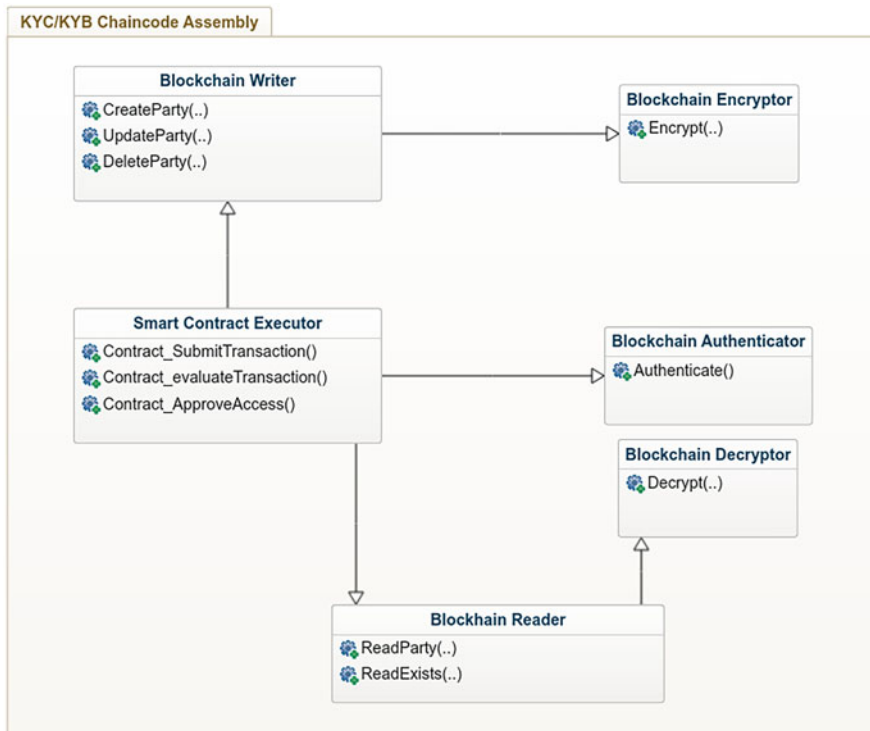 KYC/KYB Chaincode Assembly
Blockchain Writer
CreateParty(..)
UpdateParty(..)
DeleteParty(..)
Blockchain Encryptor
Encrypt(..)
Smart Contract Executor
Contract_SubmitTransaction()
Contract_evaluateTransaction()
Contract_ApproveAccess()
Blockchain Authenticator
Authenticate()
Blockchain Decryptor
Decrypt(..)
Blockhain Reader
ReadParty(..)
ReadExists(..)